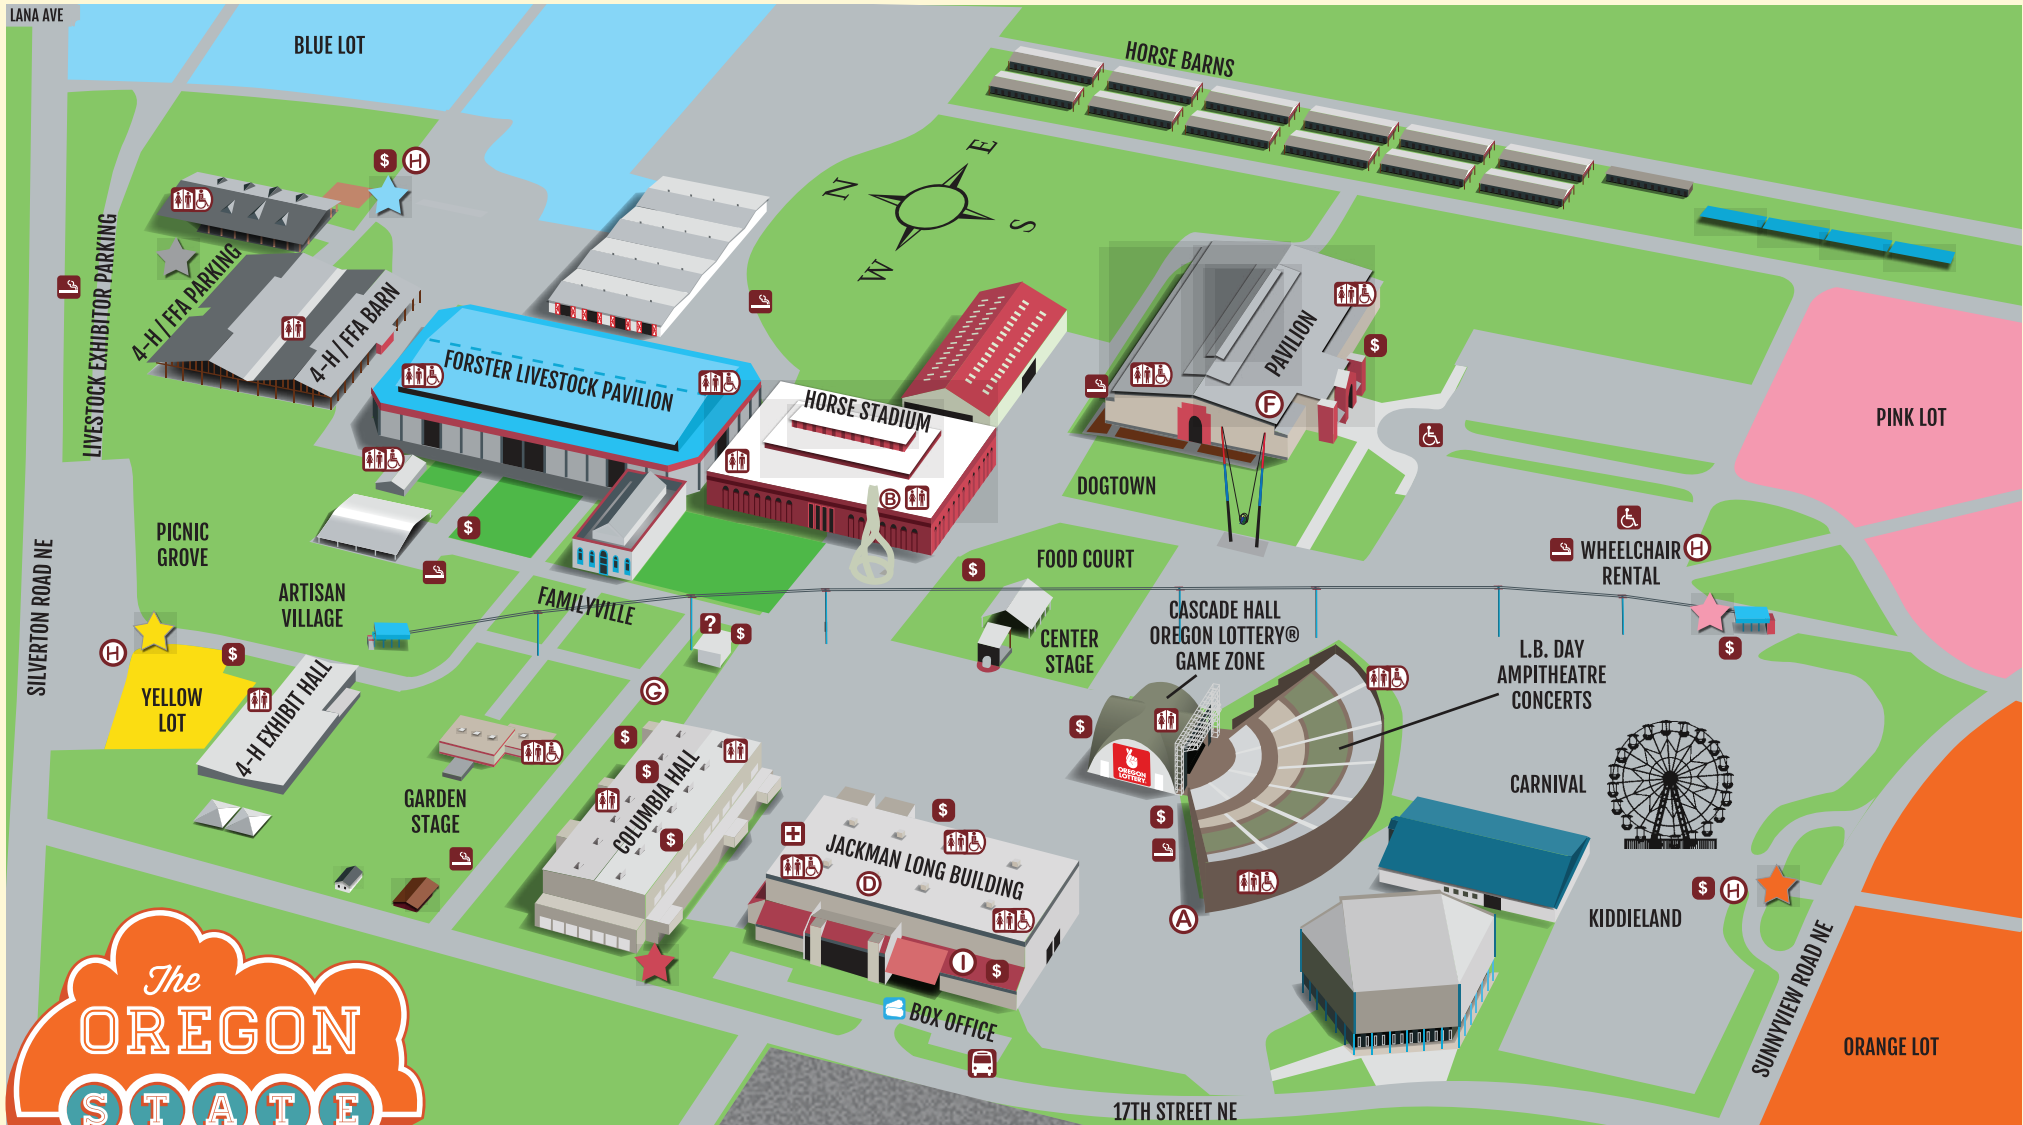 LANA AVE
BLUE LOT
HORSE BARNS
$
H
E
N
S
W
LIVESTOCK EXHIBITOR PARKING
4-H / FFA PARKING
4-H / FFA BARN
FORSTER LIVESTOCK PAVILION
HORSE STADIUM
B
PAVILION
$
F
PINK LOT
DOGTOWN
PICNIC
GROVE
$
SILVERTON ROAD NE
ARTISAN
VILLAGE
FAMILYVILLE
FOOD COURT
$
WHEELCHAIR
RENTAL
H
$
CENTER
STAGE
CASCADE HALL
OREGON LOTTERY®
GAME ZONE
L.B. DAY
AMPITHEATRE
CONCERTS
?
$
H
$
YELLOW
LOT
4-H EXHIBIT HALL
G
$
$
$
COLUMBIA HALL
$
OREGON
LOTTERY
$
A
CARNIVAL
GARDEN
STAGE
$
JACKMAN LONG BUILDING
D
I
$
KIDDIELAND
$
H
BOX OFFICE
SUNNYVIEW ROAD NE
ORANGE LOT
17TH STREET NE
The
OREGON
STATE